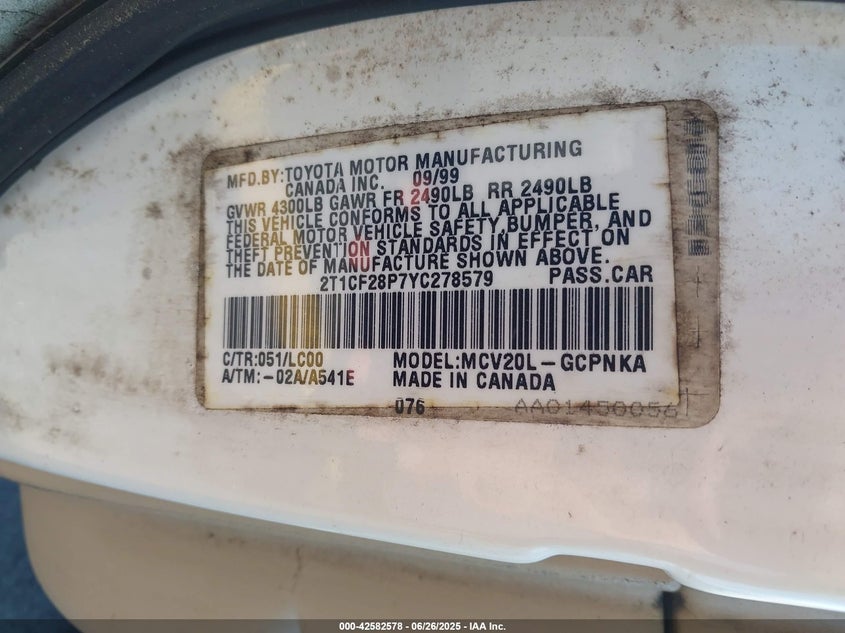 MFD.BY:TOYOTA MOTOR MANUFACTURING
CANADA INC. 09/99
GVWR 4300LB GAWR FR 2490LB RR 2490LB
THIS VEHICLE CONFORMS TO ALL APPLICABLE
FEDERAL MOTOR VEHICLE SAFETY,BUMPER, AND
THEFT PREVENTION STANDARDS IN EFFECT ON
THE DATE OF MANUFACTURE SHOWN ABOVE.
2T1CF28P7YC278579 PASS.CAR
C/TR:051/LC00 MODEL:MCV20L-GCPNKA
A/TM:-02A/A541E MADE IN CANADA
076 AA01450056
000-42582578 | 06/26/2025 - IAA Inc.